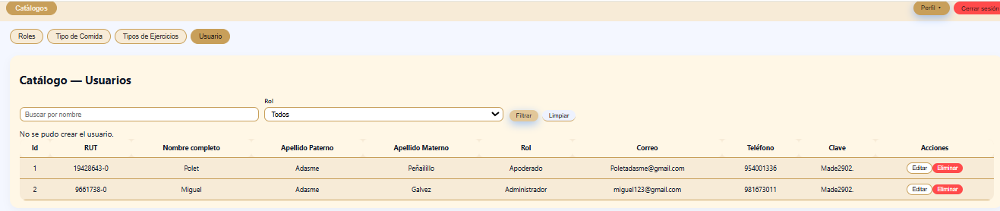 Catálogos Perfil Cerrar sesión
Roles Tipo de Comida Tipos de Ejercicios Usuario
Catálogo — Usuarios
Rol
Buscar por nombre Todos Filtrar Limpiar
No se pudo crear el usuario.
Id RUT Nombre completo Apellido Paterno Apellido Materno Rol Correo Teléfono Clave Acciones
1 19428643-0 Polet Adasme Peñailillo Apoderado Poletadasme@gmail.com 954001336 Made2902. Editar Eliminar
2 9661738-0 Miguel Adasme Galvez Administrador miguel123@gmail.com 981673011 Made2902. Editar Eliminar